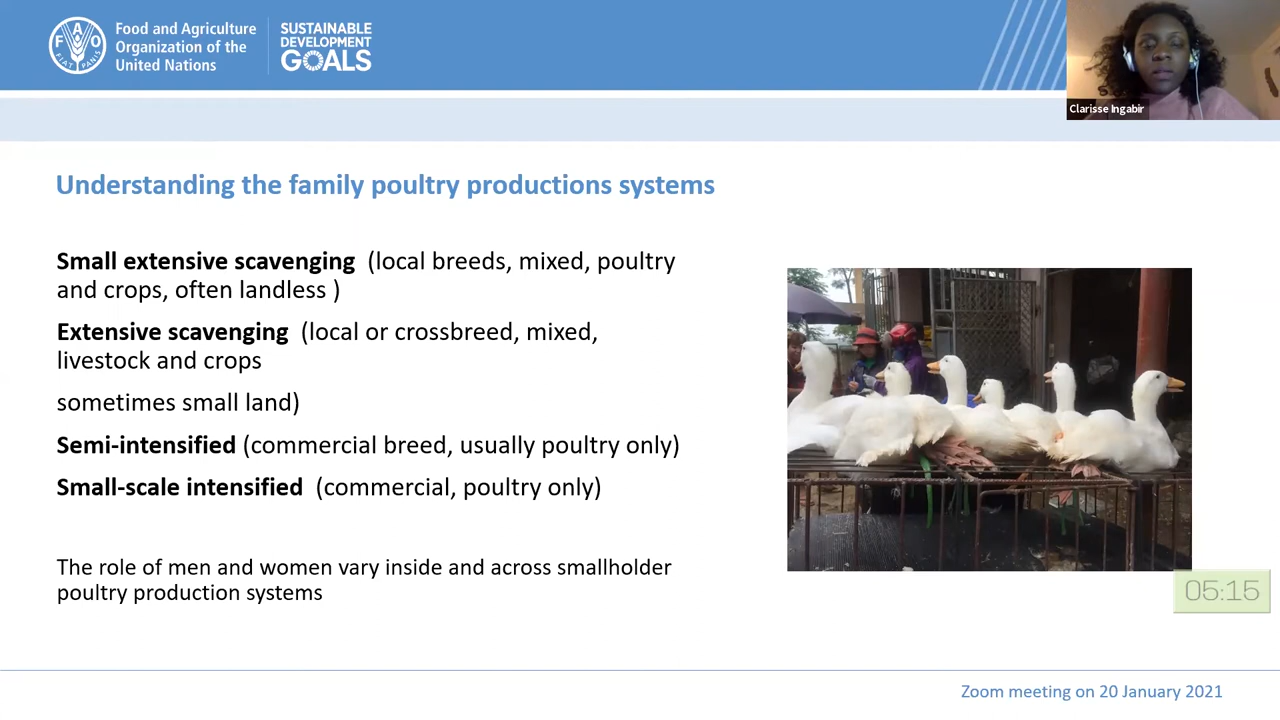 Food and Agriculture
Organization of the
United Nations
FAO
FIAT PANIS
SUSTAINABLE
DEVELOPMENT
GOALS
Clarisse Ingabir
Understanding the family poultry productions systems
Small extensive scavenging (local breeds, mixed, poultry
and crops, often landless )
Extensive scavenging (local or crossbreed, mixed,
livestock and crops
sometimes small land)
Semi-intensified (commercial breed, usually poultry only)
Small-scale intensified (commercial, poultry only)
The role of men and women vary inside and across smallholder
poultry production systems
05:15
Zoom meeting on 20 January 2021